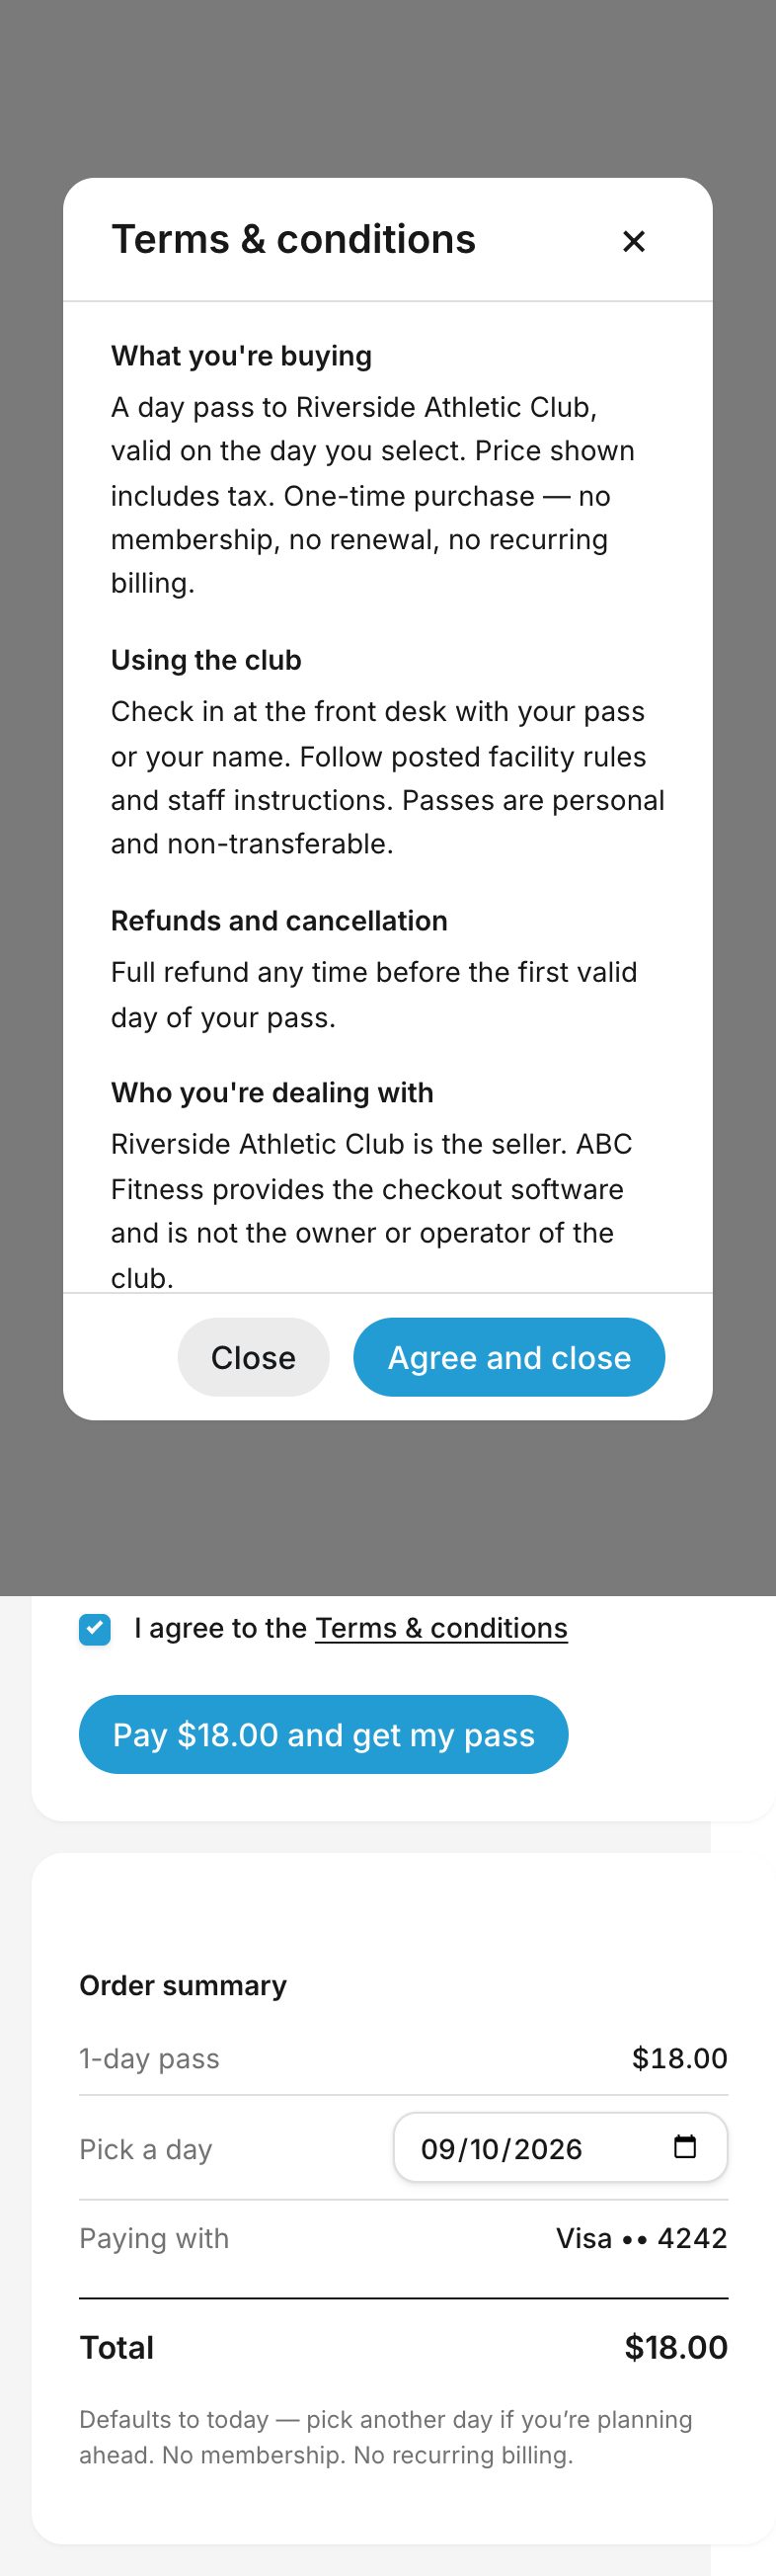 Terms & conditions
What you're buying
A day pass to Riverside Athletic Club,
valid on the day you select. Price shown
includes tax. One-time purchase — no
membership, no renewal, no recurring
billing.
Using the club
Check in at the front desk with your pass
or your name. Follow posted facility rules
and staff instructions. Passes are personal
and non-transferable.
Refunds and cancellation
Full refund any time before the first valid
day of your pass.
Who you're dealing with
Riverside Athletic Club is the seller. ABC
Fitness provides the checkout software
and is not the owner or operator of the
club.
Close
Agree and close
I agree to the Terms & conditions
Pay $18.00 and get my pass
Order summary
1-day pass $18.00
Pick a day 09/10/2026
Paying with Visa •• 4242
Total $18.00
Defaults to today — pick another day if you’re planning
ahead. No membership. No recurring billing.